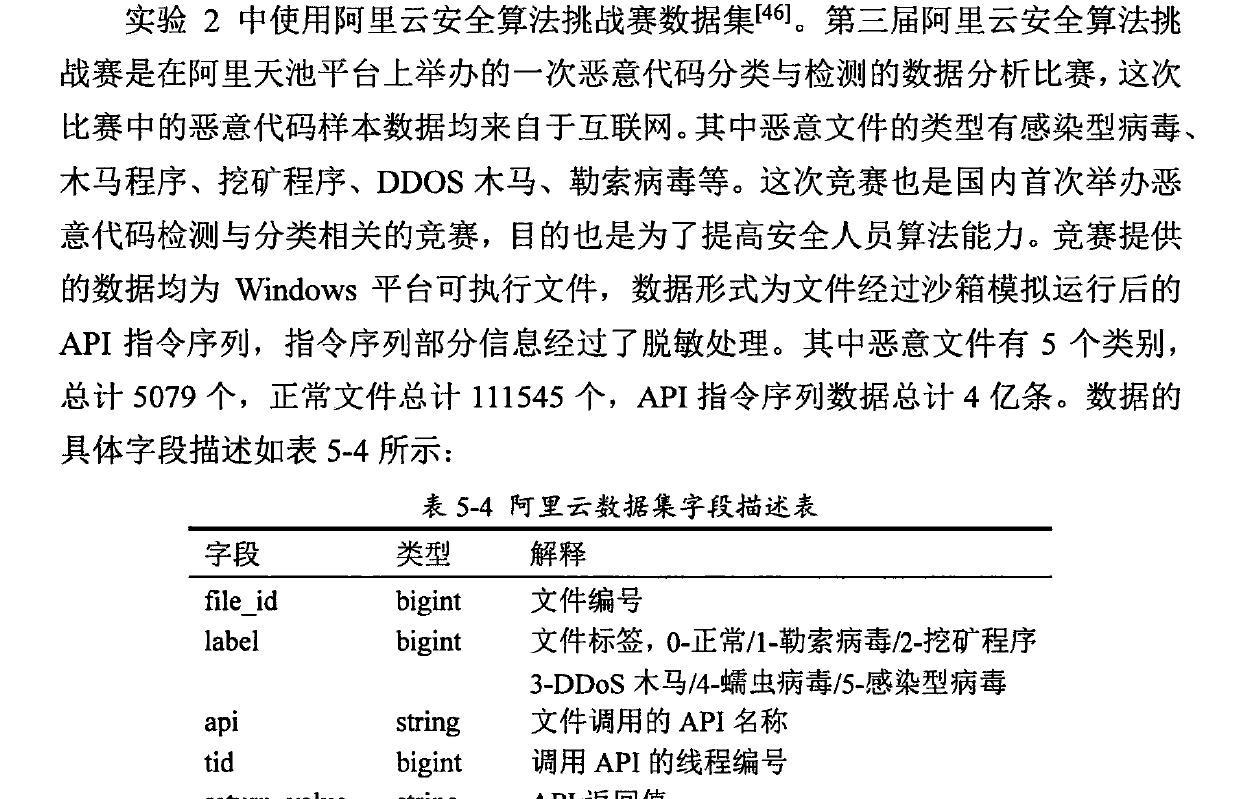 实验 2 中使用阿里云安全算法挑战赛数据集[46]。第三届阿里云安全算法挑
战赛是在阿里天池平台上举办的一次恶意代码分类与检测的数据分析比赛，这次
比赛中的恶意代码样本数据均来自于互联网。其中恶意文件的类型有感染型病毒、
木马程序、挖矿程序、DDOS 木马、勒索病毒等。这次竞赛也是国内首次举办恶
意代码检测与分类相关的竞赛，目的也是为了提高安全人员算法能力。竞赛提供
的数据均为 Windows 平台可执行文件，数据形式为文件经过沙箱模拟运行后的
API 指令序列，指令序列部分信息经过了脱敏处理。其中恶意文件有 5 个类别，
总计 5079 个，正常文件总计 111545 个，API 指令序列数据总计 4 亿条。数据的
具体字段描述如表 5-4 所示：
表 5-4 阿里云数据集字段描述表
字段 类型 解释
file_id bigint 文件编号
label bigint 文件标签，0-正常/1-勒索病毒/2-挖矿程序
3-DDoS 木马/4-蠕虫病毒/5-感染型病毒
api string 文件调用的 API 名称
tid bigint 调用 API 的线程编号